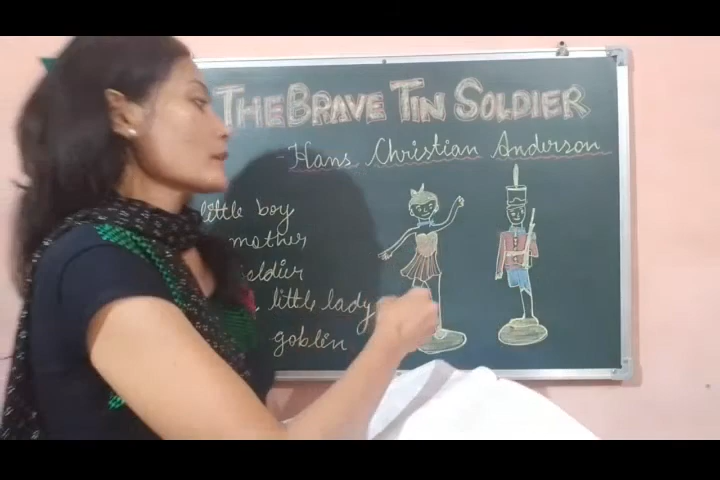 THE BRAVE TIN SOLDIER
- Hans Christian Anderson
little boy
mother
soldier
little lady
goblin